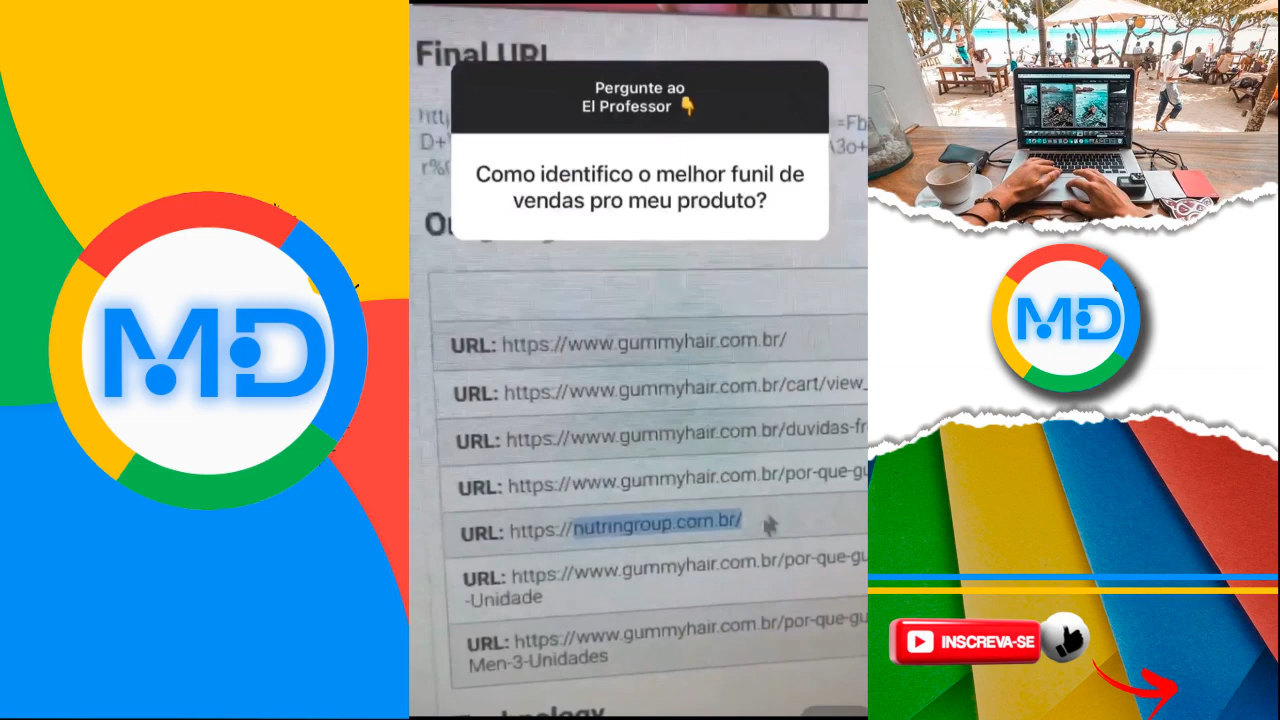 MD
Final URL
Pergunte ao
El Professor 👇
Como identifico o melhor funil de
vendas pro meu produto?
URL: https://www.gummyhair.com.br/
URL: https://www.gummyhair.com.br/cart/view_
URL: https://www.gummyhair.com.br/duvidas-fr
URL: https://www.gummyhair.com.br/por-que-gu
URL: https://nutringroup.com.br/
URL: https://www.gummyhair.com.br/por-que-gu
-Unidade
URL: https://www.gummyhair.com.br/por-que-gu
Men-3-Unidades
MD
INSCREVA-SE